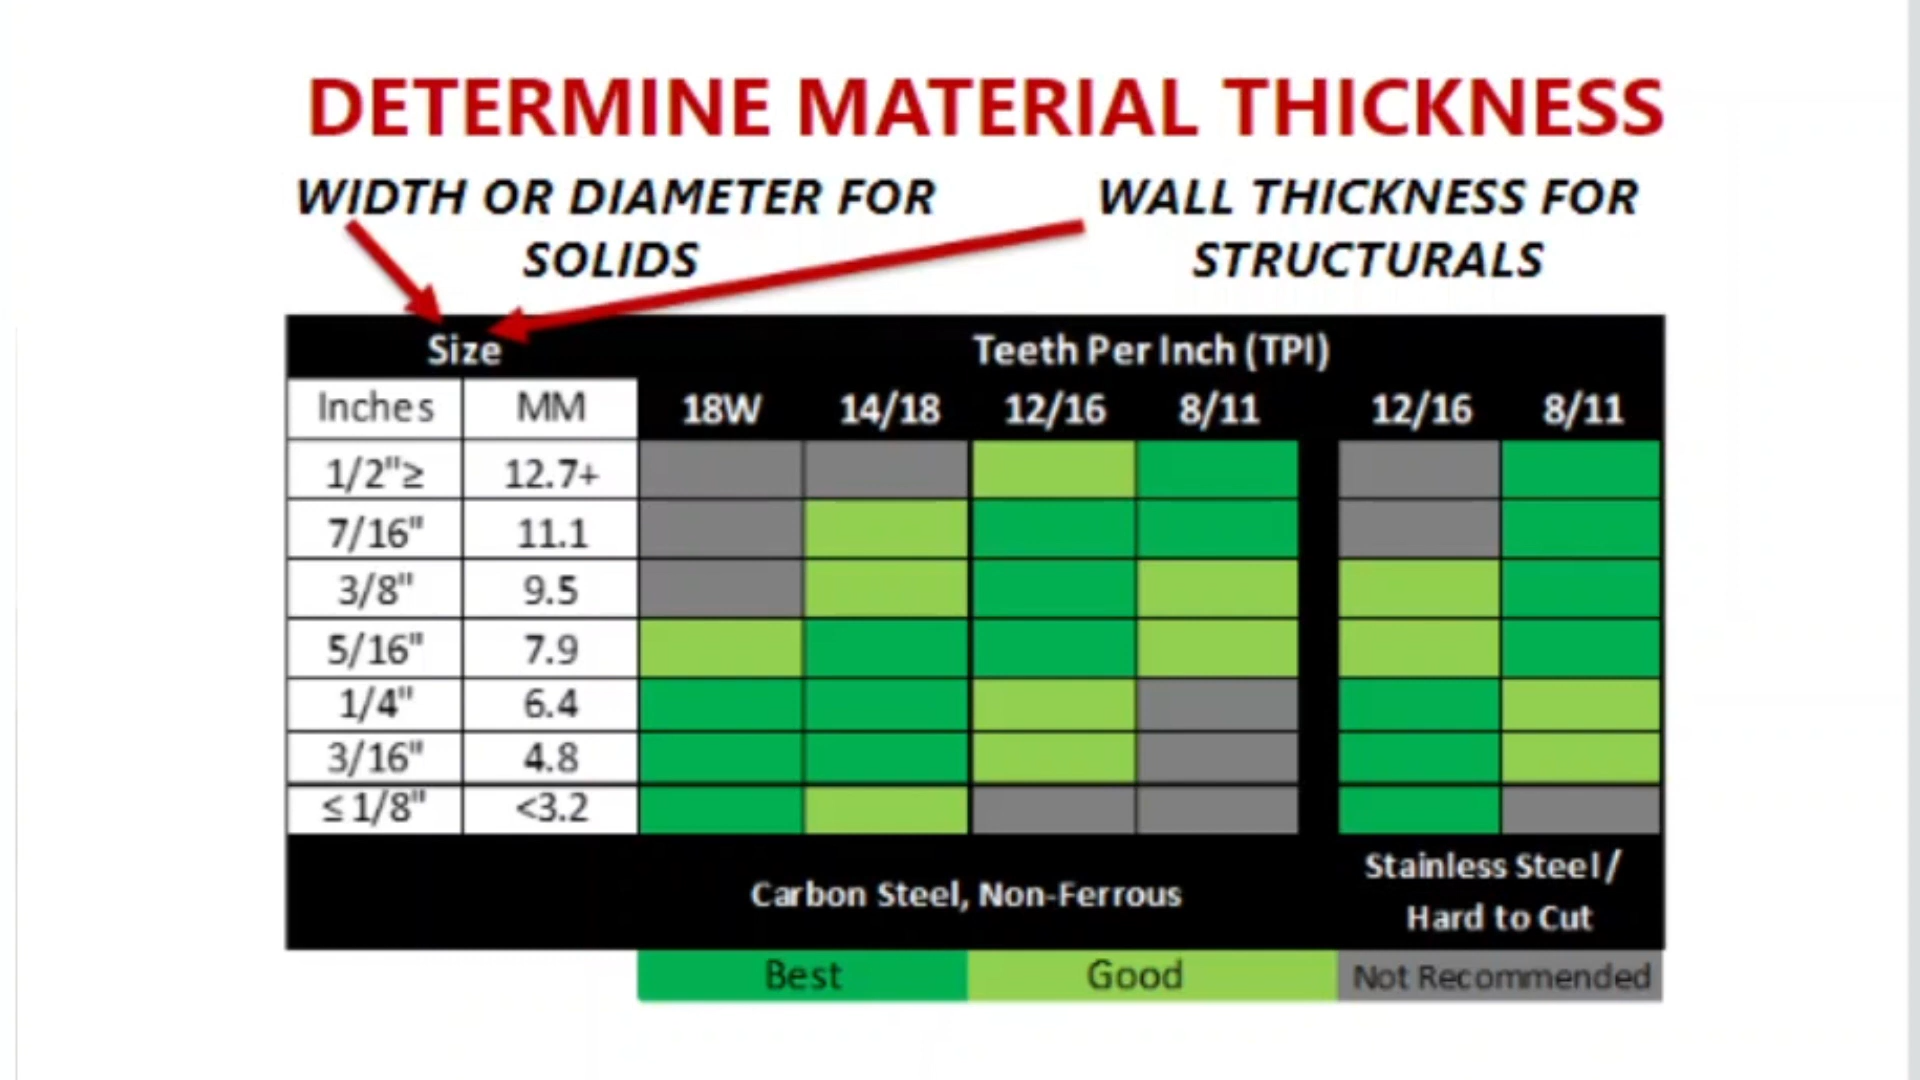 DETERMINE MATERIAL THICKNESS
WIDTH OR DIAMETER FOR
SOLIDS
WALL THICKNESS FOR
STRUCTURALS
Size Teeth Per Inch (TPI)
Inches MM 18W 14/18 12/16 8/11 12/16 8/11
1/2"≥ 12.7+
7/16" 11.1
3/8" 9.5
5/16" 7.9
1/4" 6.4
3/16" 4.8
≤ 1/8" <3.2
Carbon Steel, Non-Ferrous
Stainless Steel /
Hard to Cut
Best Good Not Recommended